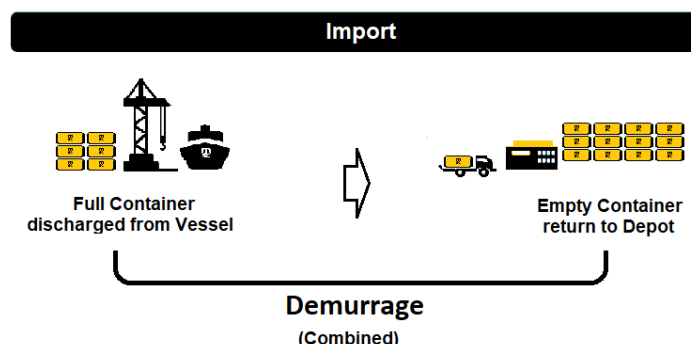 Import
Full Container
discharged from Vessel
Empty Container
return to Depot
Demurrage
(Combined)